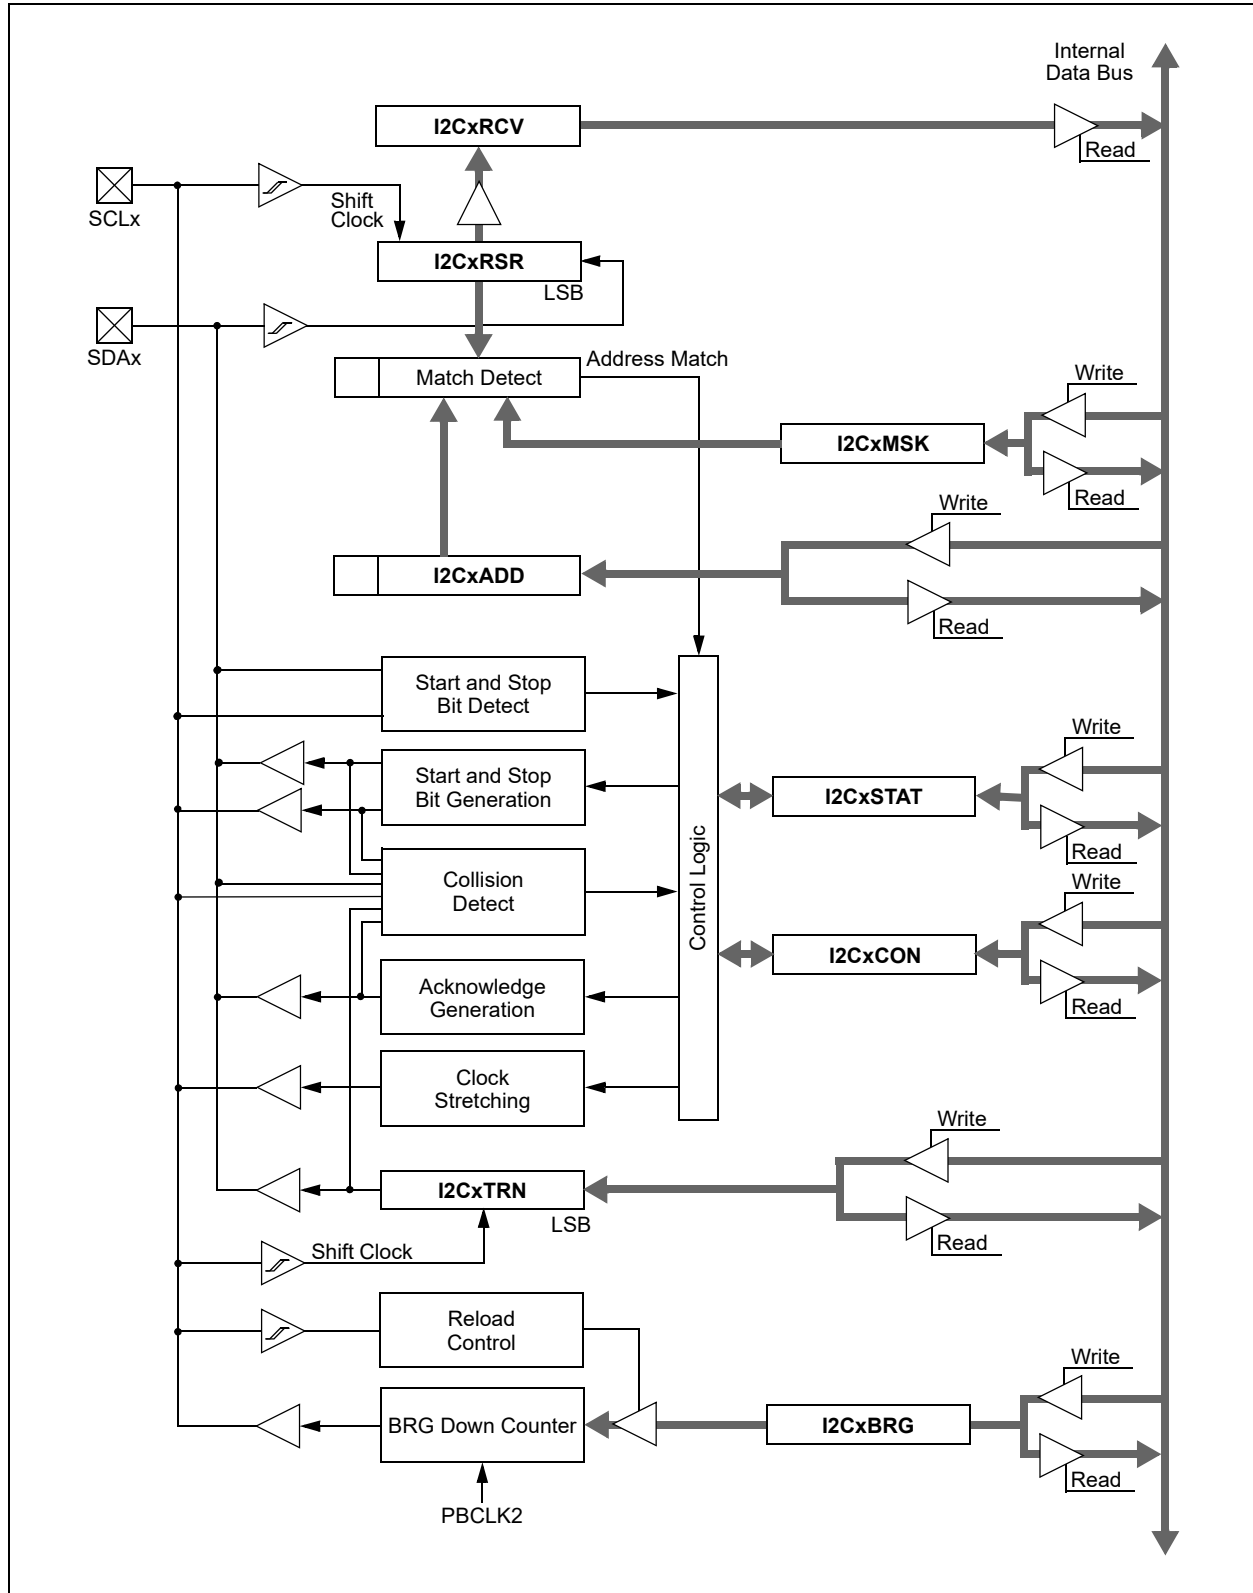 Internal
Data Bus
I2CxRCV
Read
SCLx
Shift
Clock
I2CxRSR
LSB
SDAx
Address Match
Match Detect
Write
I2CxMSK
Read
Write
I2CxADD
Read
Start and Stop
Bit Detect
Write
Start and Stop
Bit Generation
I2CxSTAT
Read
Control Logic
Collision
Detect
Write
I2CxCON
Read
Acknowledge
Generation
Clock
Stretching
Write
I2CxTRN
LSB
Read
Shift Clock
Reload
Control
Write
BRG Down Counter
I2CxBRG
Read
PBCLK2